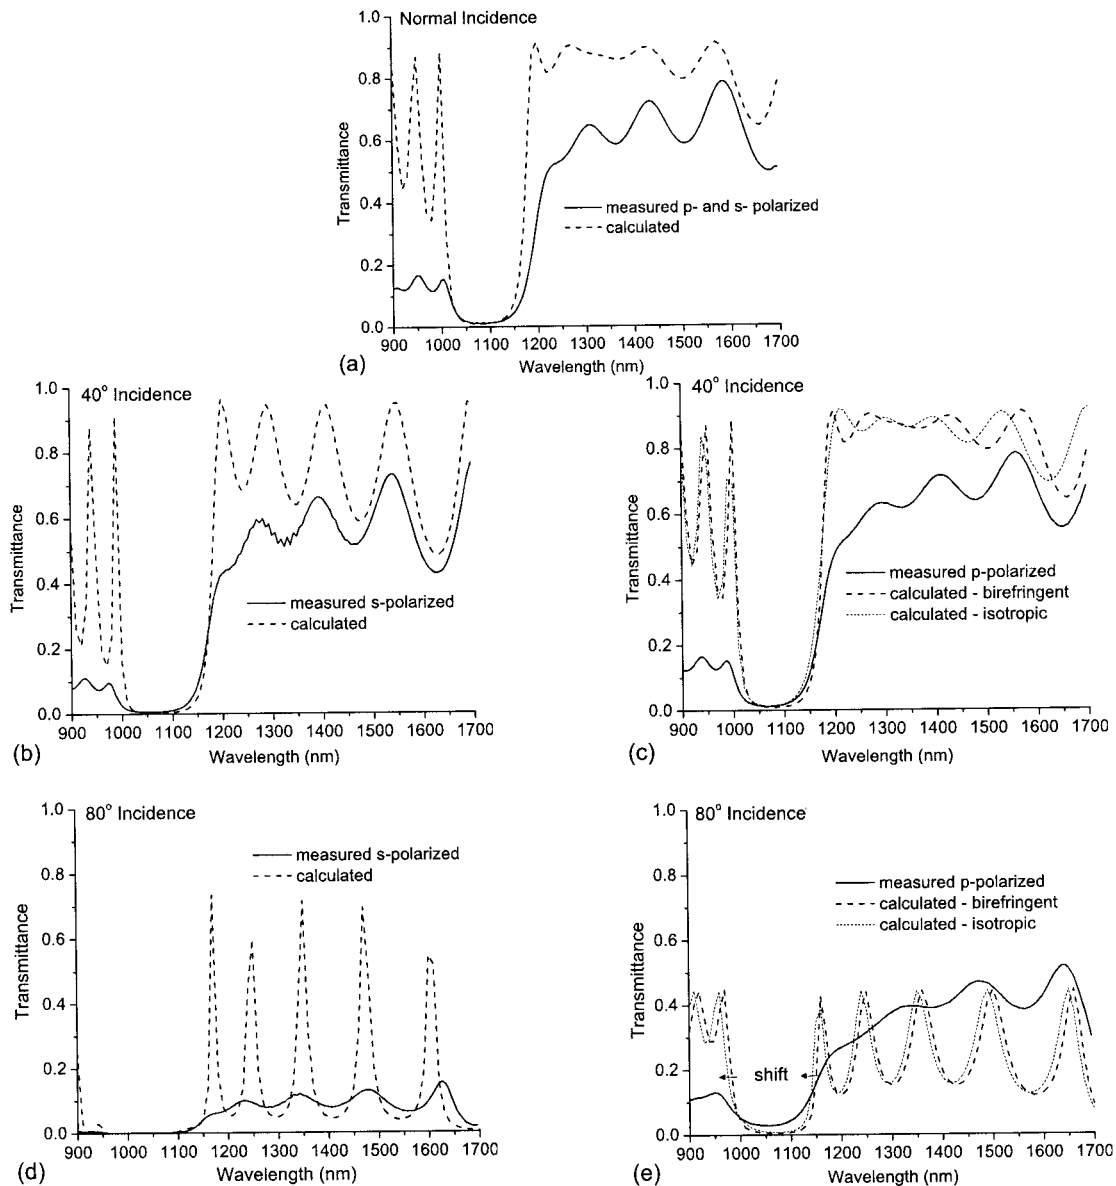 Normal Incidence
1.0
0.8
0.6
0.4
0.2
0.0
Transmittance
measured p- and s- polarized
calculated
900 1000 1100 1200 1300 1400 1500 1600 1700
Wavelength (nm)
(a)
40° Incidence
1.0
0.8
0.6
0.4
0.2
0.0
Transmittance
measured s-polarized
calculated
900 1000 1100 1200 1300 1400 1500 1600 1700
Wavelength (nm)
(b)
40° Incidence
1.0
0.8
0.6
0.4
0.2
0.0
Transmittance
measured p-polarized
calculated - birefringent
calculated - isotropic
900 1000 1100 1200 1300 1400 1500 1600 1700
Wavelength (nm)
(c)
80° Incidence
1.0
0.8
0.6
0.4
0.2
0.0
Transmittance
measured s-polarized
calculated
900 1000 1100 1200 1300 1400 1500 1600 1700
Wavelength (nm)
(d)
80° Incidence
1.0
0.8
0.6
0.4
0.2
0.0
Transmittance
measured p-polarized
calculated - birefringent
calculated - isotropic
shift
900 1000 1100 1200 1300 1400 1500 1600 1700
Wavelength (nm)
(e)